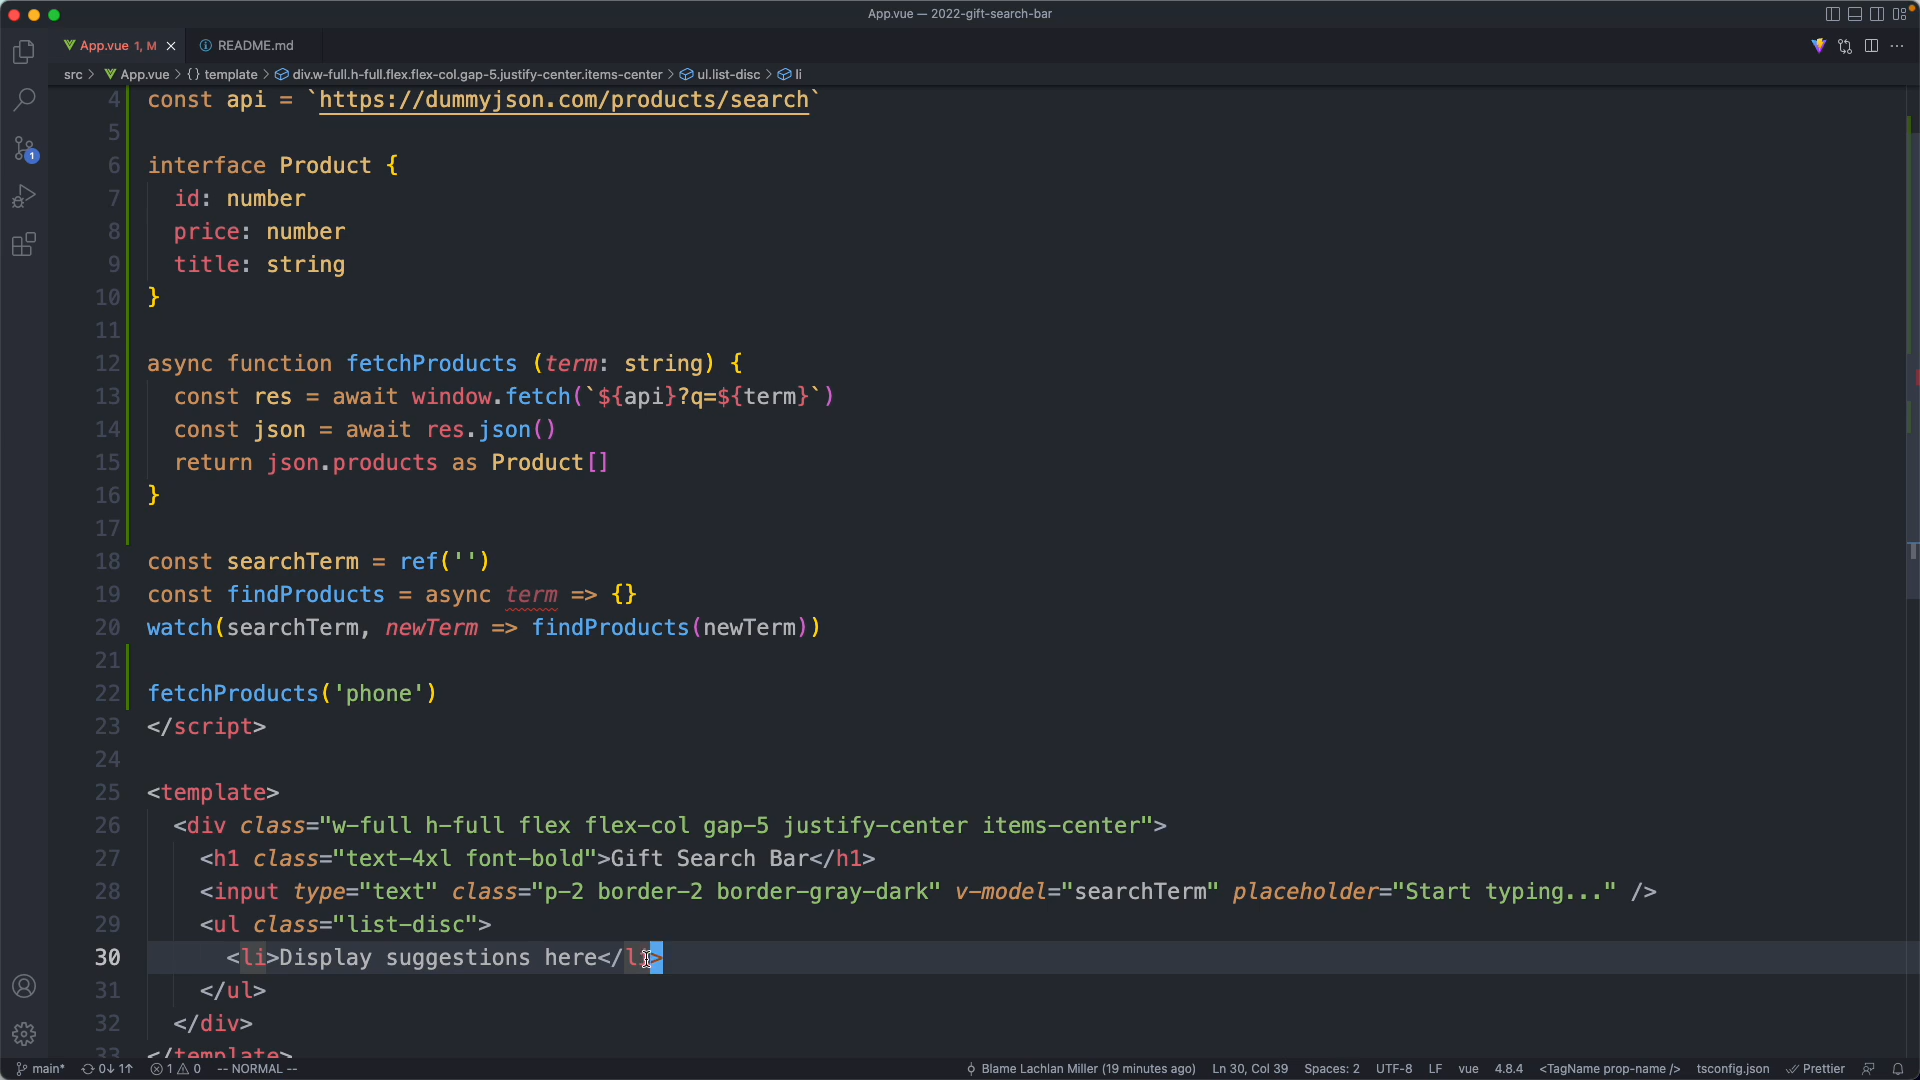 App.vue — 2022-gift-search-bar
App.vue 1, M
README.md
src > App.vue > {} template > div.w-full.h-full.flex.flex-col.gap-5.justify-center.items-center > ul.list-disc > li
4 const api = `https://dummyjson.com/products/search`
5
6 interface Product {
7 id: number
8 price: number
9 title: string
10 }
11
12 async function fetchProducts (term: string) {
13 const res = await window.fetch(`${api}?q=${term}`)
14 const json = await res.json()
15 return json.products as Product[]
16 }
17
18 const searchTerm = ref('')
19 const findProducts = async term => {}
20 watch(searchTerm, newTerm => findProducts(newTerm))
21
22 fetchProducts('phone')
23 </script>
24
25 <template>
26 <div class="w-full h-full flex flex-col gap-5 justify-center items-center">
27 <h1 class="text-4xl font-bold">Gift Search Bar</h1>
28 <input type="text" class="p-2 border-2 border-gray-dark" v-model="searchTerm" placeholder="Start typing..." />
29 <ul class="list-disc">
30 <li>Display suggestions here</li>
31 </ul>
32 </div>
33 </template>
1
main* 0↓ 1↑ 1 0 -- NORMAL -- Blame Lachlan Miller (19 minutes ago) Ln 30, Col 39 Spaces: 2 UTF-8 LF vue 4.8.4 <TagName prop-name /> tsconfig.json Prettier